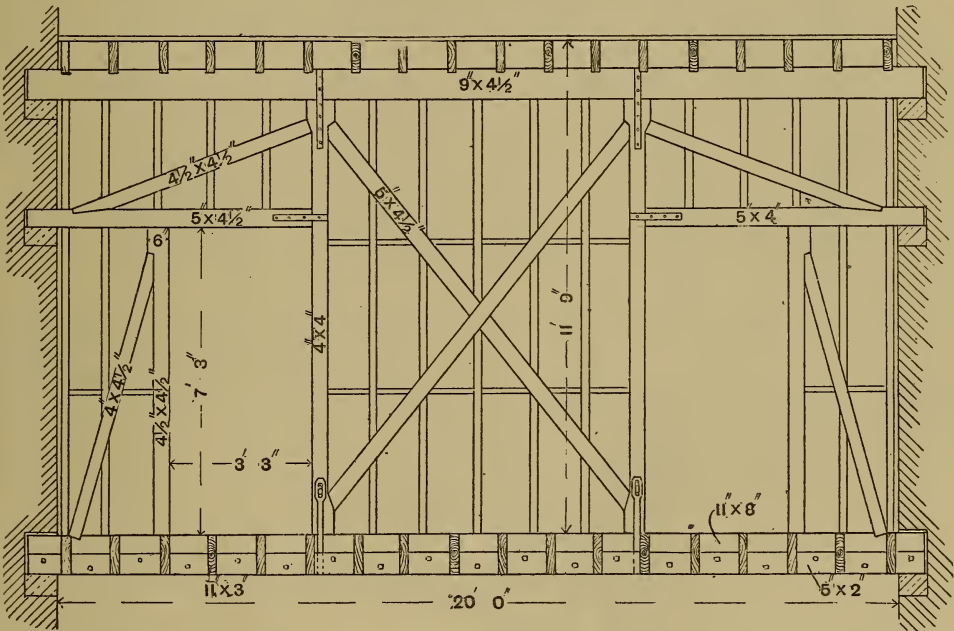 9" × 4½"
4½" × 4½"
5" × 4½"
5" × 4½"
5" × 4"
6"
11' 9"
4" × 4"
7' 3"
4" × 4½"
4½" × 4½"
3' 3"
11" × 8"
11" × 3"
5" × 2"
20' 0"